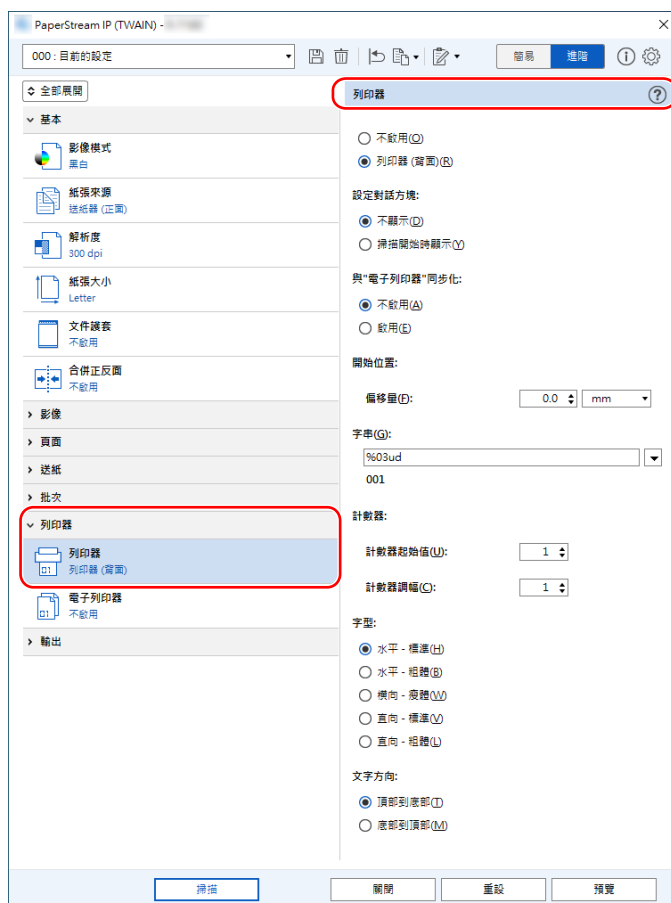 PaperStream IP (TWAIN) -
000 : 目前的設定
簡易
進階
全部展開
基本
影像模式
黑白
紙張來源
送紙器 (正面)
解析度
300 dpi
紙張大小
Letter
文件護套
不啟用
合併正反面
不啟用
影像
頁面
送紙
批次
列印器
列印器
列印器 (背面)
電子列印器
不啟用
輸出
列印器
不啟用(O)
列印器 (背面)(R)
設定對話方塊:
不顯示(D)
掃描開始時顯示(Y)
與"電子列印器"同步化:
不啟用(A)
啟用(E)
開始位置:
偏移量(F):
0.0
mm
字串(G):
%03ud
001
計數器:
計數器起始值(U):
1
計數器調幅(C):
1
字型:
水平 - 標準(H)
水平 - 粗體(B)
橫向 - 瘦體(W)
直向 - 標準(V)
直向 - 粗體(L)
文字方向:
頂部到底部(T)
底部到頂部(M)
掃描
關閉
重設
預覽